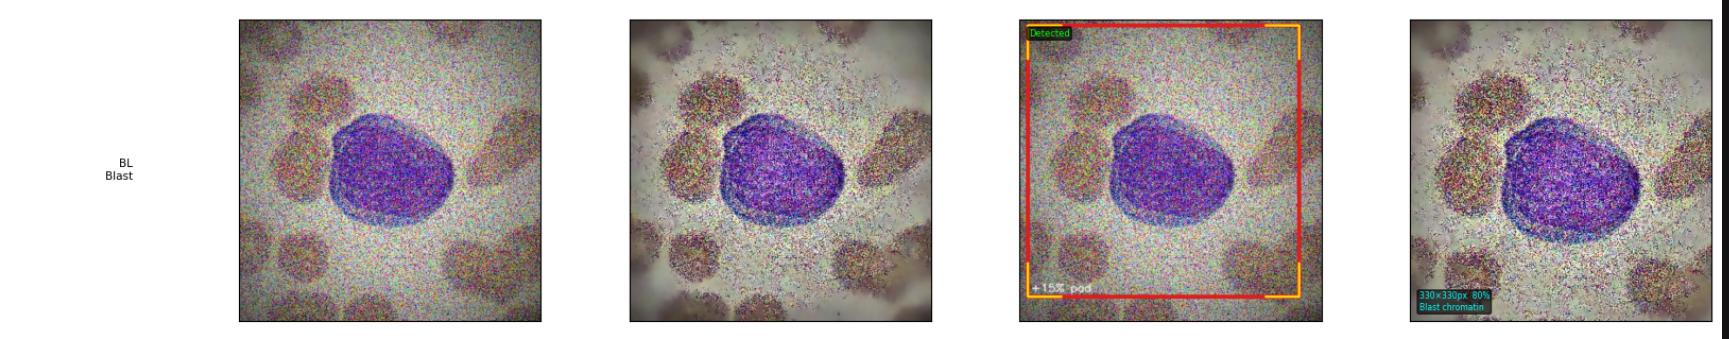 BL
Blast
Detected
+15% pad
330×330px 80%
Blast chromatin